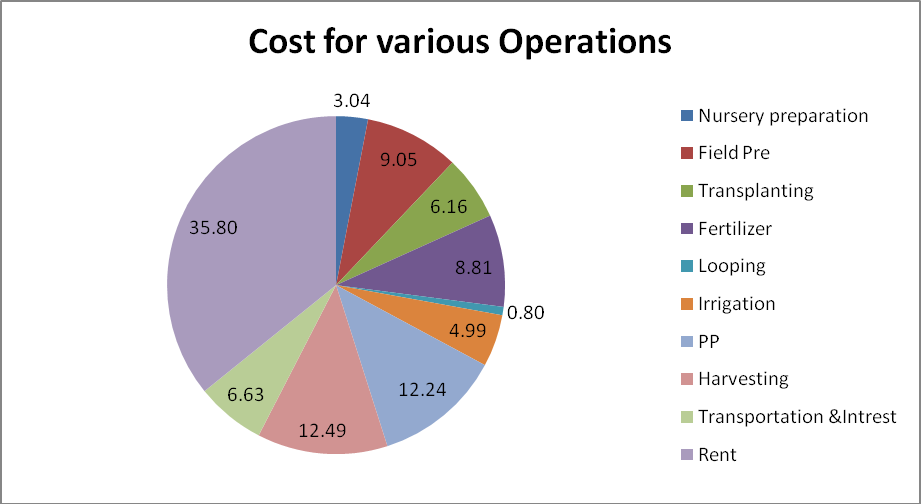 Cost for various Operations
3.04
9.05
6.16
8.81
0.80
4.99
12.24
12.49
6.63
35.80
Nursery preparation
Field Pre
Transplanting
Fertilizer
Looping
Irrigation
PP
Harvesting
Transportation &Intrest
Rent